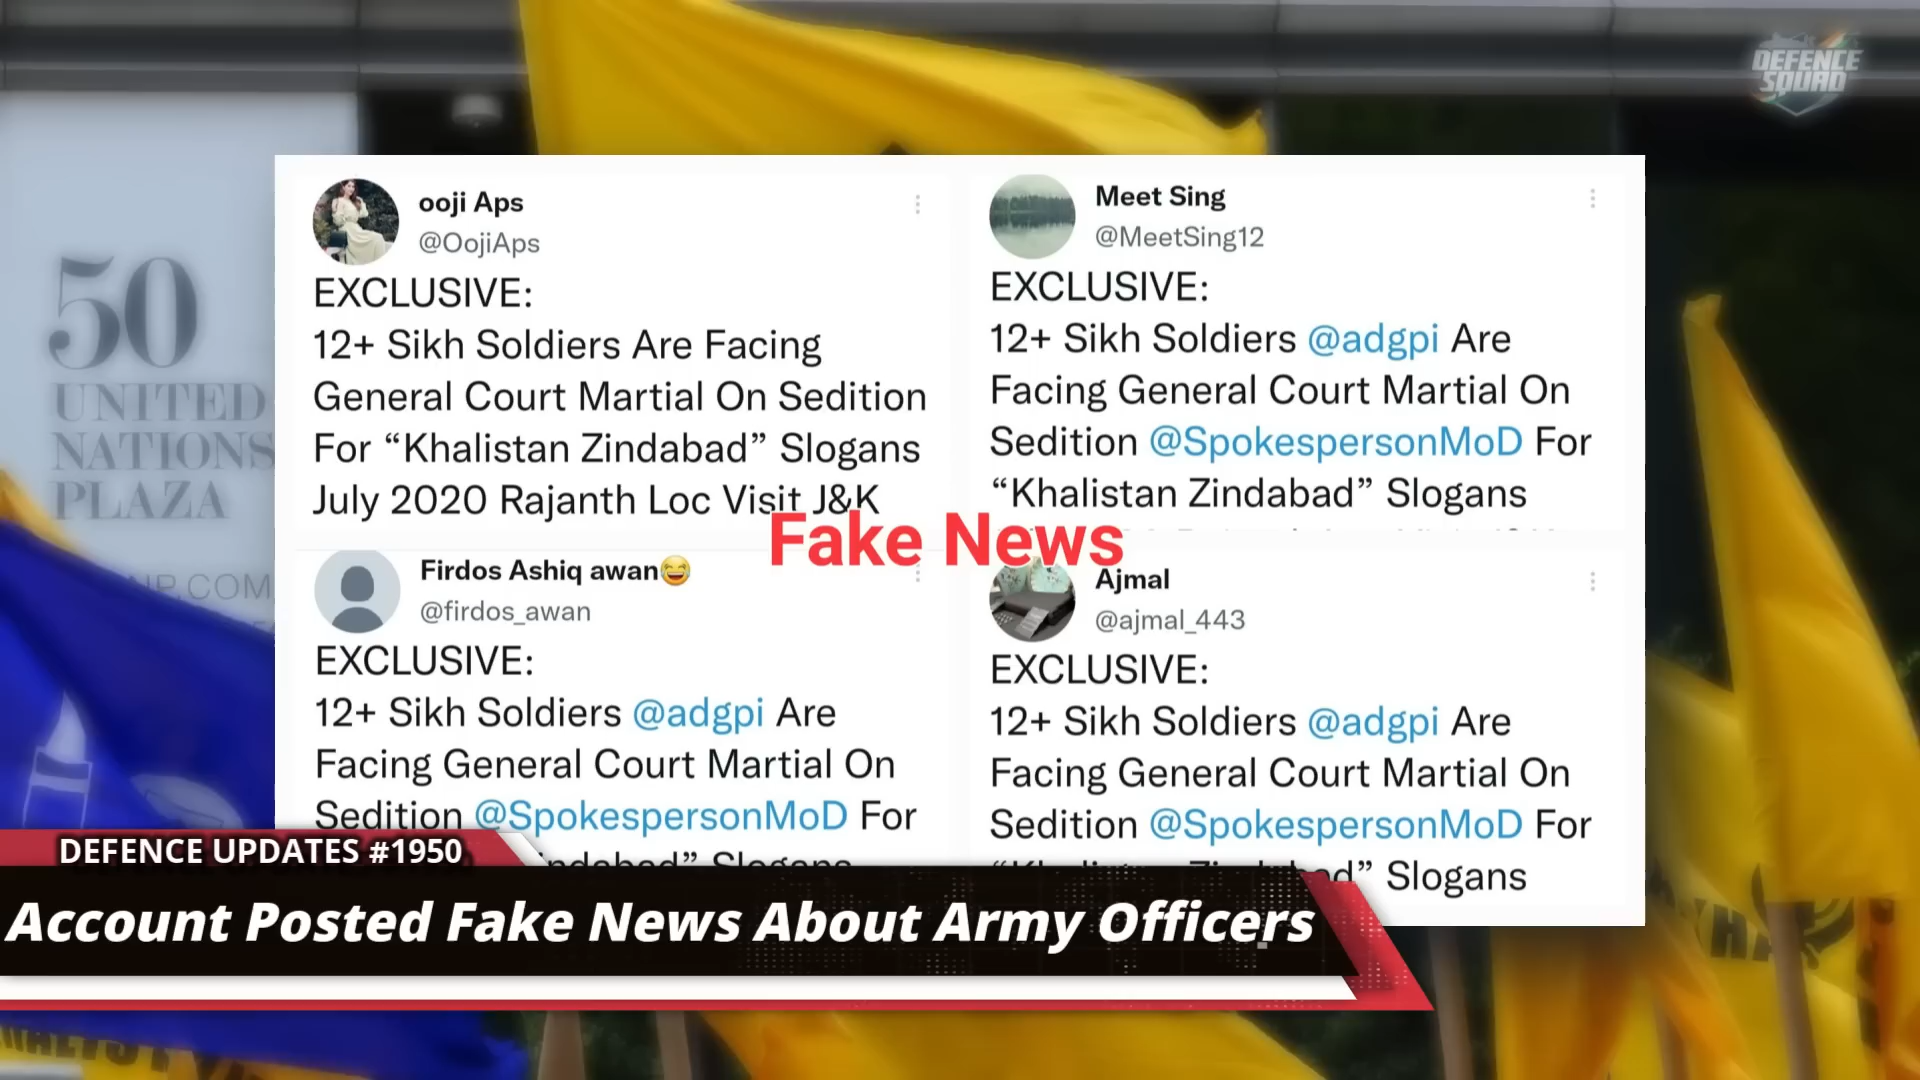 DEFENCE
SQUAD
50
UNITED
NATIONS
PLAZA
ooji Aps
@OojiAps
EXCLUSIVE:
12+ Sikh Soldiers Are Facing
General Court Martial On Sedition
For “Khalistan Zindabad” Slogans
July 2020 Rajanth Loc Visit J&K
Meet Sing
@MeetSing12
EXCLUSIVE:
12+ Sikh Soldiers @adgpi Are
Facing General Court Martial On
Sedition @SpokespersonMoD For
“Khalistan Zindabad” Slogans
Fake News
Firdos Ashiq awan😂
@firdos_awan
EXCLUSIVE:
12+ Sikh Soldiers @adgpi Are
Facing General Court Martial On
Sedition @SpokespersonMoD For
Slogans
Ajmal
@ajmal_443
EXCLUSIVE:
12+ Sikh Soldiers @adgpi Are
Facing General Court Martial On
Sedition @SpokespersonMoD For
Slogans
DEFENCE UPDATES #1950
Account Posted Fake News About Army Officers